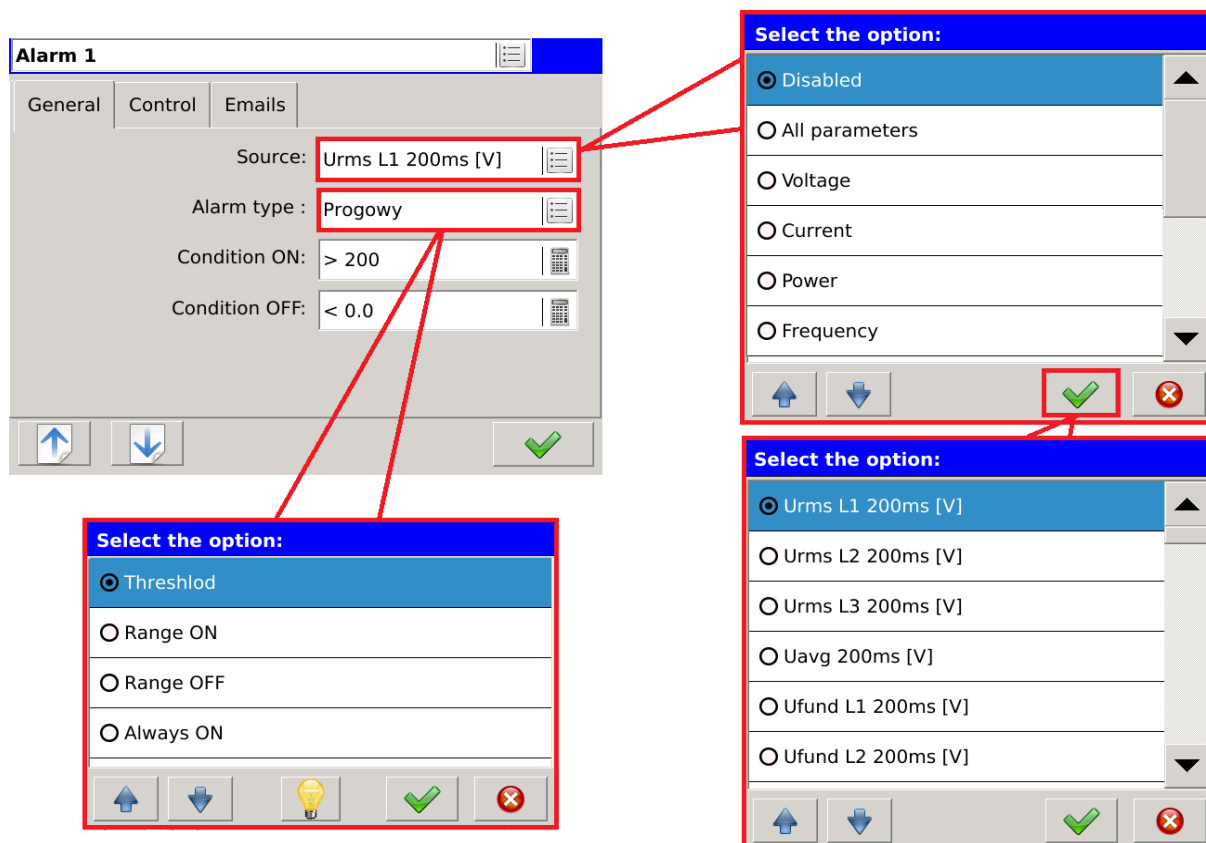 Alarm 1
General Control Emails
Source: Urms L1 200ms [V]
Alarm type : Progowy
Condition ON: > 200
Condition OFF: < 0.0
Select the option:
Disabled
All parameters
Voltage
Current
Power
Frequency
Select the option:
Threshlod
Range ON
Range OFF
Always ON
Select the option:
Urms L1 200ms [V]
Urms L2 200ms [V]
Urms L3 200ms [V]
Uavg 200ms [V]
Ufund L1 200ms [V]
Ufund L2 200ms [V]